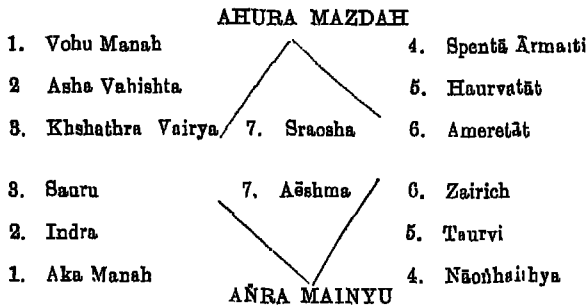 AHURA MAZDAH
1. Vohu Manah 4. Spentā Ārmaiti
2 Asha Vahishta 5. Haurvatāt
3. Khshathra Vairya 7. Sraosha 6. Ameretāt
3. Sauru 7. Aēshma 6. Zairich
2. Indra 5. Taurvi
1. Aka Manah 4. Nāoṅhaithya
AṄRA MAINYU